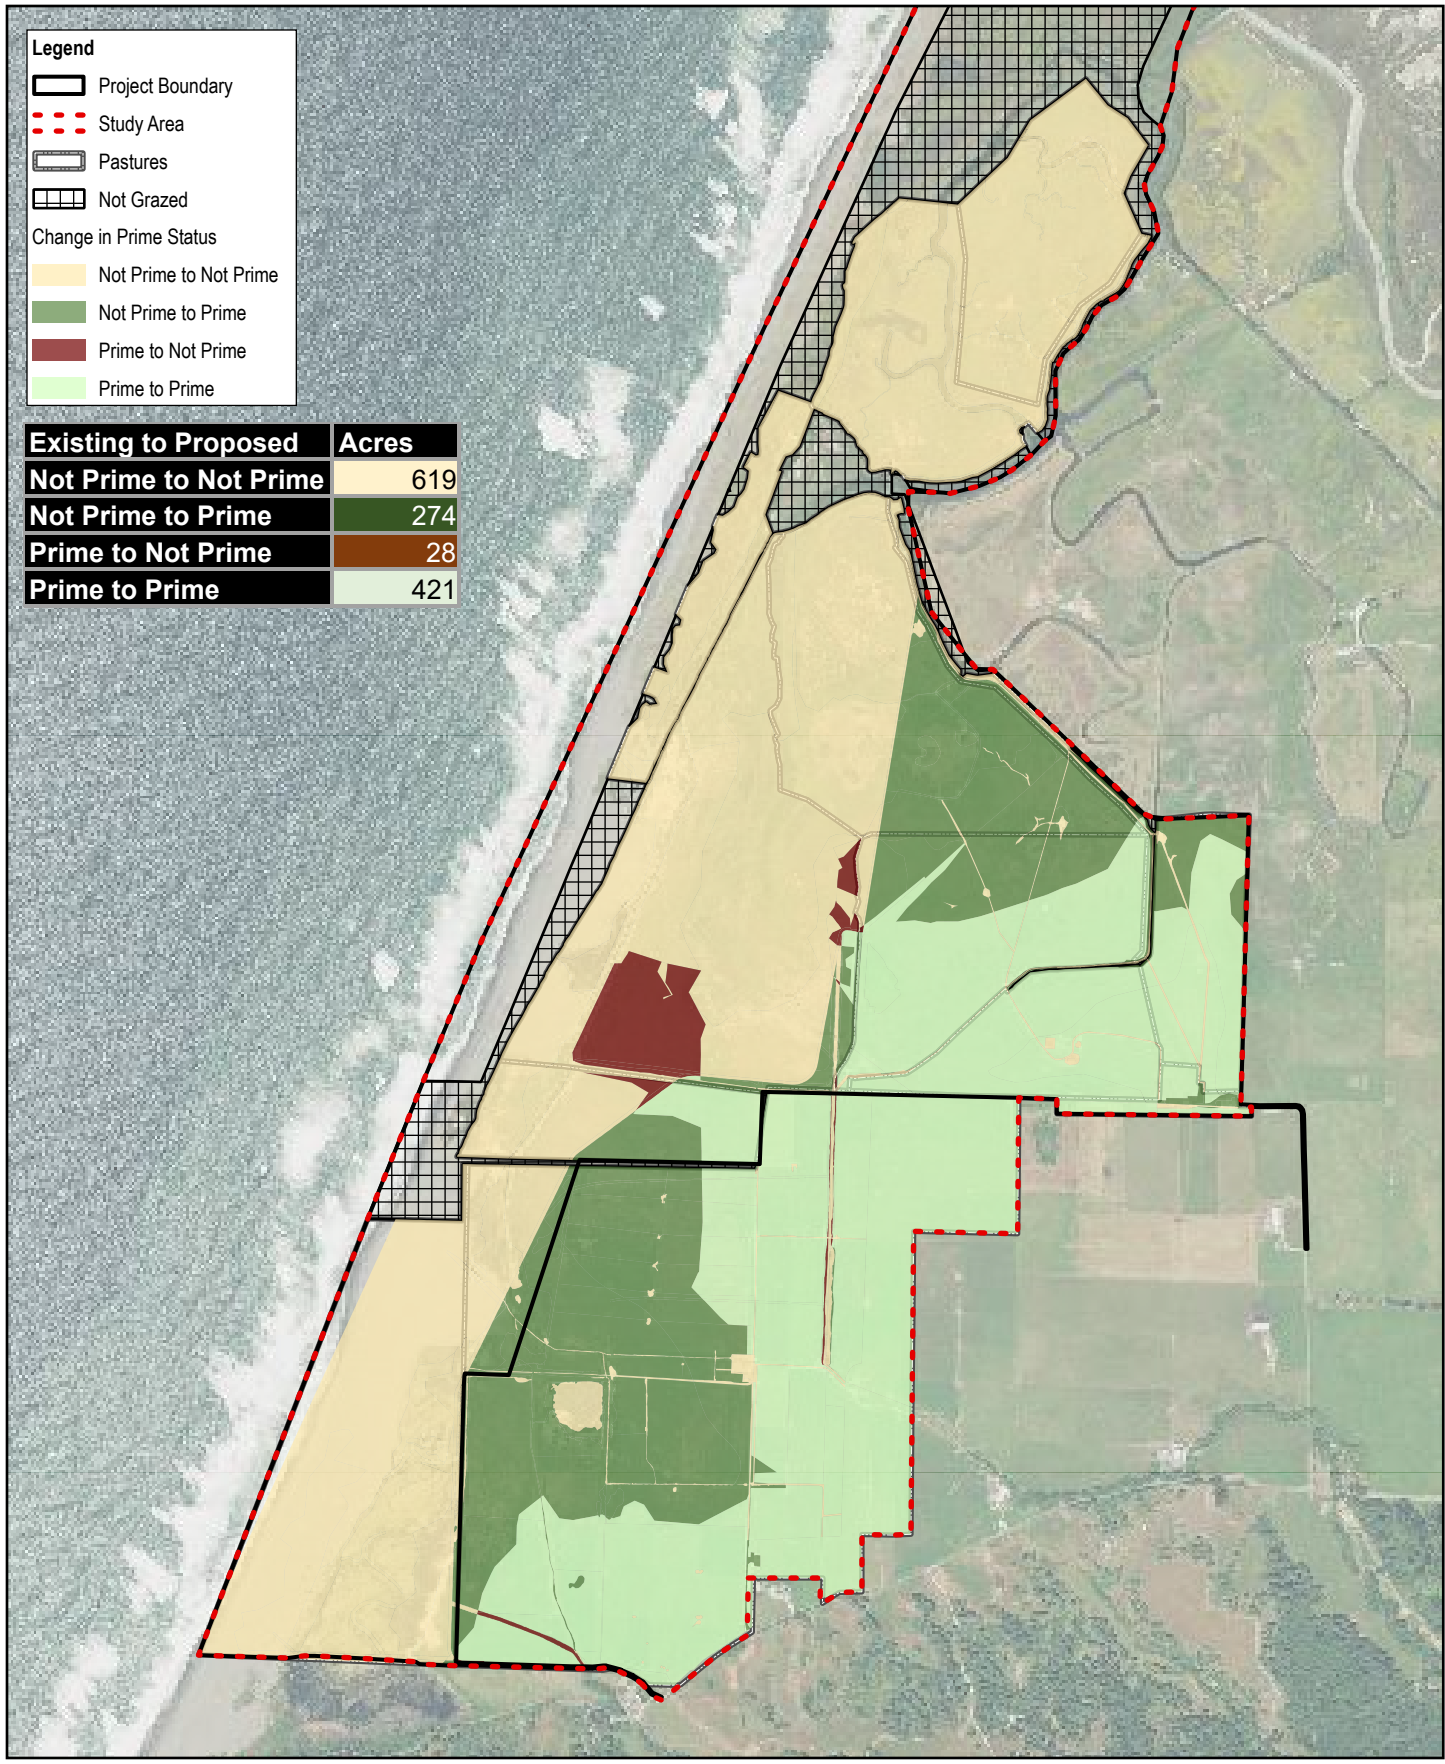 Legend
Project Boundary
Study Area
Pastures
Not Grazed
Change in Prime Status
Not Prime to Not Prime
Not Prime to Prime
Prime to Not Prime
Prime to Prime
Existing to Proposed Acres
Not Prime to Not Prime 619
Not Prime to Prime 274
Prime to Not Prime 28
Prime to Prime 421